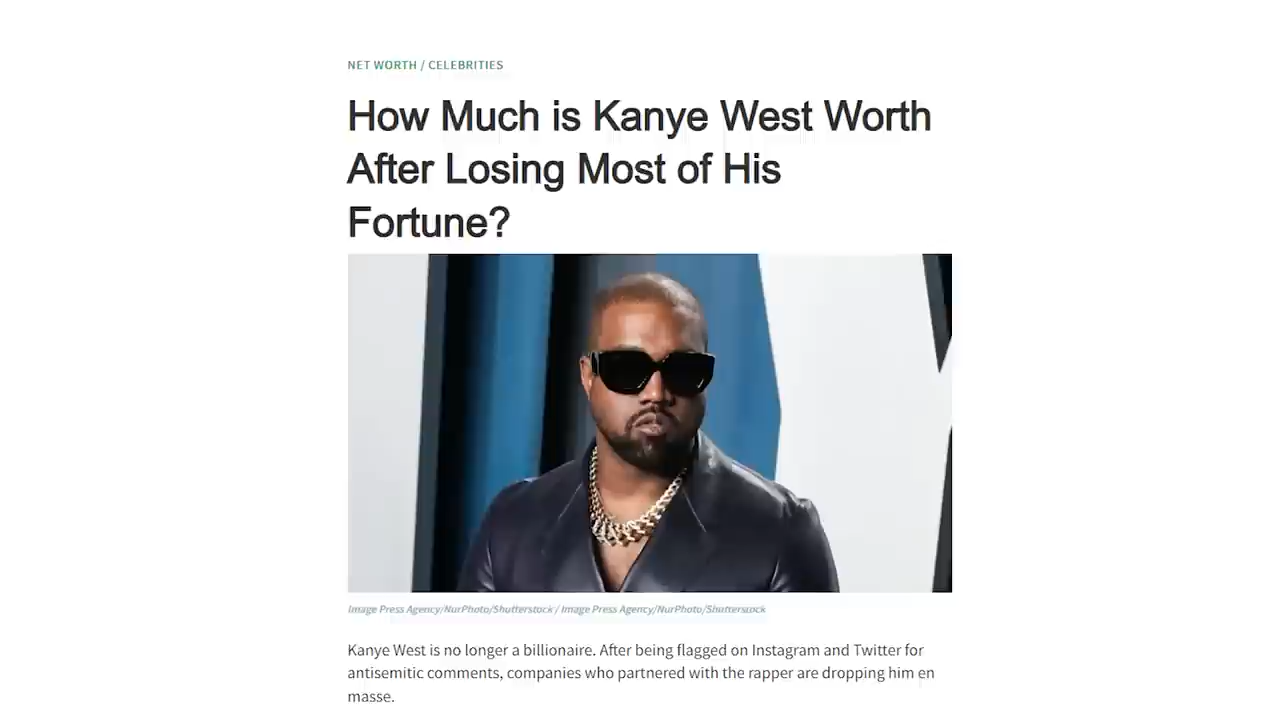 NET WORTH / CELEBRITIES
How Much is Kanye West Worth
After Losing Most of His
Fortune?
Image Press Agency/NurPhoto/Shutterstock / Image Press Agency/NurPhoto/Shutterstock
Kanye West is no longer a billionaire. After being flagged on Instagram and Twitter for
antisemitic comments, companies who partnered with the rapper are dropping him en
masse.